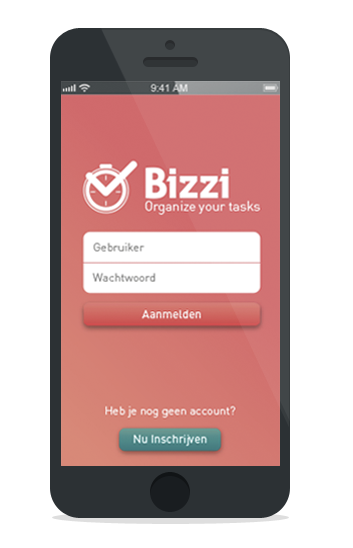 9:41 AM
Bizzi
Organize your tasks
Gebruiker
Wachtwoord
Aanmelden
Heb je nog geen account?
Nu Inschrijven